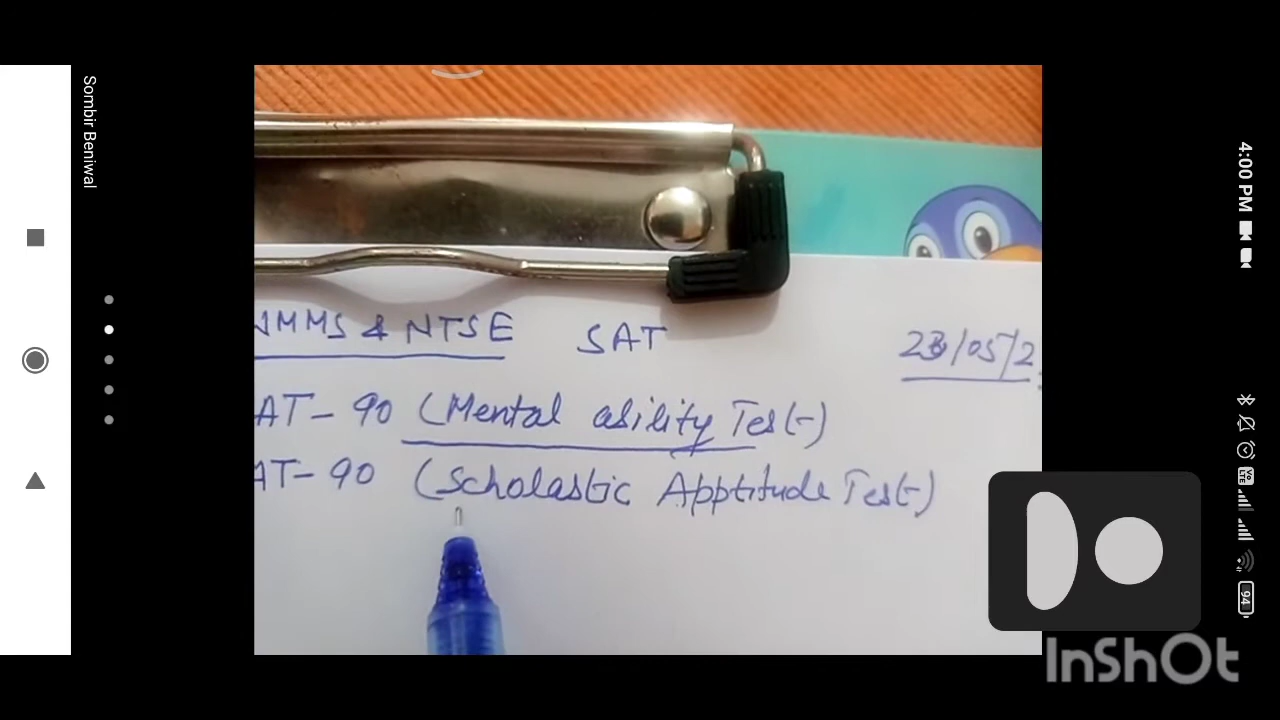 Sombir Beniwal
4:00 PM
NMMS & NTSE SAT 23/05/2
AT- 90 (Mental ability Test)
AT- 90 (Scholastic Apptitude Test)
94
InShOt